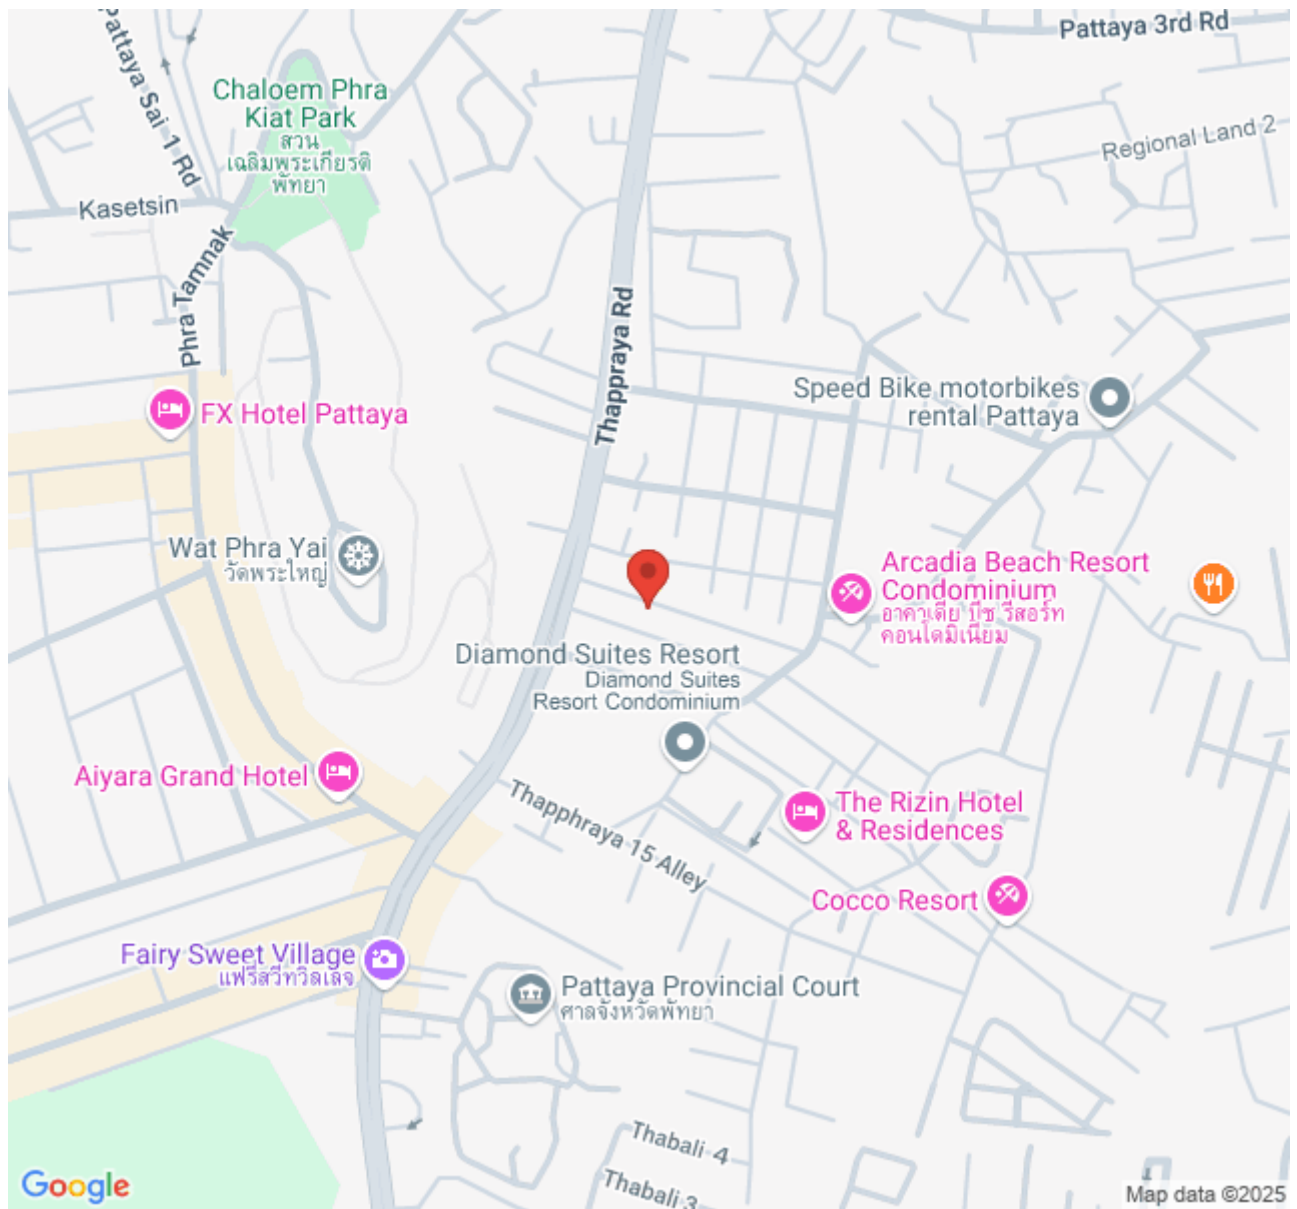 Pattaya 3rd Rd
Pattaya Sai 1 Rd
Chaloem Phra
Kiat Park
สวน
เฉลิมพระเกียรติ
พัทยา
Regional Land 2
Kasetsin
Phra Tamnak
Thappraya Rd
Speed Bike motorbikes
rental Pattaya
FX Hotel Pattaya
Wat Phra Yai
วัดพระใหญ่
Arcadia Beach Resort
Condominium
อาคาเดีย บีช รีสอร์ท
คอนโดมิเนียม
Diamond Suites Resort
Diamond Suites
Resort Condominium
Aiyara Grand Hotel
Thapphraya 15 Alley
The Rizin Hotel
& Residences
Cocco Resort
Fairy Sweet Village
แฟรี่สวีทวิลเลจ
Pattaya Provincial Court
ศาลจังหวัดพัทยา
Thabali 4
Thabali 3
Google
Map data ©2025